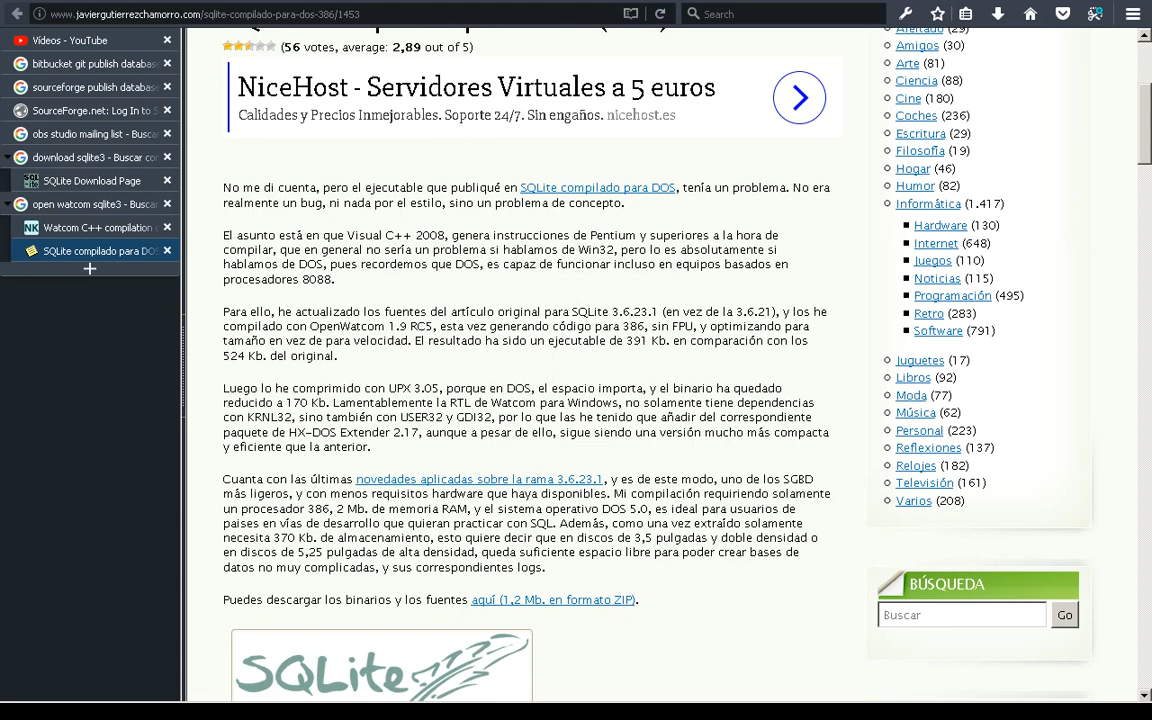 www.javiergutierrezchamorro.com/sqlite-compilado-para-dos-386/1453
Search
Vídeos - YouTube
bitbucket git publish databas
sourceforge publish databas
SourceForge.net: Log In to S
obs studio mailing list - Busca
download sqlite3 - Buscar co
SQLite Download Page
open watcom sqlite3 - Busca
Watcom C++ compilation
SQLite compilado para DO
(56 votes, average: 2,89 out of 5)
NiceHost - Servidores Virtuales a 5 euros
Calidades y Precios Inmejorables. Soporte 24/7. Sin engaños. nicehost.es
No me di cuenta, pero el ejecutable que publiqué en SQLite compilado para DOS, tenía un problema. No era
realmente un bug, ni nada por el estilo, sino un problema de concepto.
El asunto está en que Visual C++ 2008, genera instrucciones de Pentium y superiores a la hora de
compilar, que en general no sería un problema si hablamos de Win32, pero lo es absolutamente si
hablamos de DOS, pues recordemos que DOS, es capaz de funcionar incluso en equipos basados en
procesadores 8088.
Para ello, he actualizado los fuentes del artículo original para SQLite 3.6.23.1 (en vez de la 3.6.21), y los he
compilado con OpenWatcom 1.9 RC5, esta vez generando código para 386, sin FPU, y optimizando para
tamaño en vez de para velocidad. El resultado ha sido un ejecutable de 391 Kb. en comparación con los
524 Kb. del original.
Luego lo he comprimido con UPX 3.05, porque en DOS, el espacio importa, y el binario ha quedado
reducido a 170 Kb. Lamentablemente la RTL de Watcom para Windows, no solamente tiene dependencias
con KRNL32, sino también con USER32 y GDI32, por lo que las he tenido que añadir del correspondiente
paquete de HX-DOS Extender 2.17, aunque a pesar de ello, sigue siendo una versión mucho más compacta
y eficiente que la anterior.
Cuanta con las últimas novedades aplicadas sobre la rama 3.6.23.1, y es de este modo, uno de los SGBD
más ligeros, y con menos requisitos hardware que haya disponibles. Mi compilación requiriendo solamente
un procesador 386, 2 Mb. de memoria RAM, y el sistema operativo DOS 5.0, es ideal para usuarios de
paises en vías de desarrollo que quieran practicar con SQL. Además, como una vez extraído solamente
necesita 370 Kb. de almacenamiento, esto quiere decir que en discos de 3,5 pulgadas y doble densidad o
en discos de 5,25 pulgadas de alta densidad, queda suficiente espacio libre para poder crear bases de
datos no muy complicadas, y sus correspondientes logs.
Puedes descargar los binarios y los fuentes aquí (1,2 Mb. en formato ZIP).
SQLite
Amigos (30)
Arte (81)
Ciencia (88)
Cine (180)
Coches (236)
Escritura (29)
Filosofía (19)
Hogar (46)
Humor (82)
Informática (1.417)
Hardware (130)
Internet (648)
Juegos (110)
Noticias (115)
Programación (495)
Retro (283)
Software (791)
Juguetes (17)
Libros (92)
Moda (77)
Música (62)
Personal (223)
Reflexiones (137)
Relojes (182)
Televisión (161)
Varios (208)
BÚSQUEDA
Buscar
Go